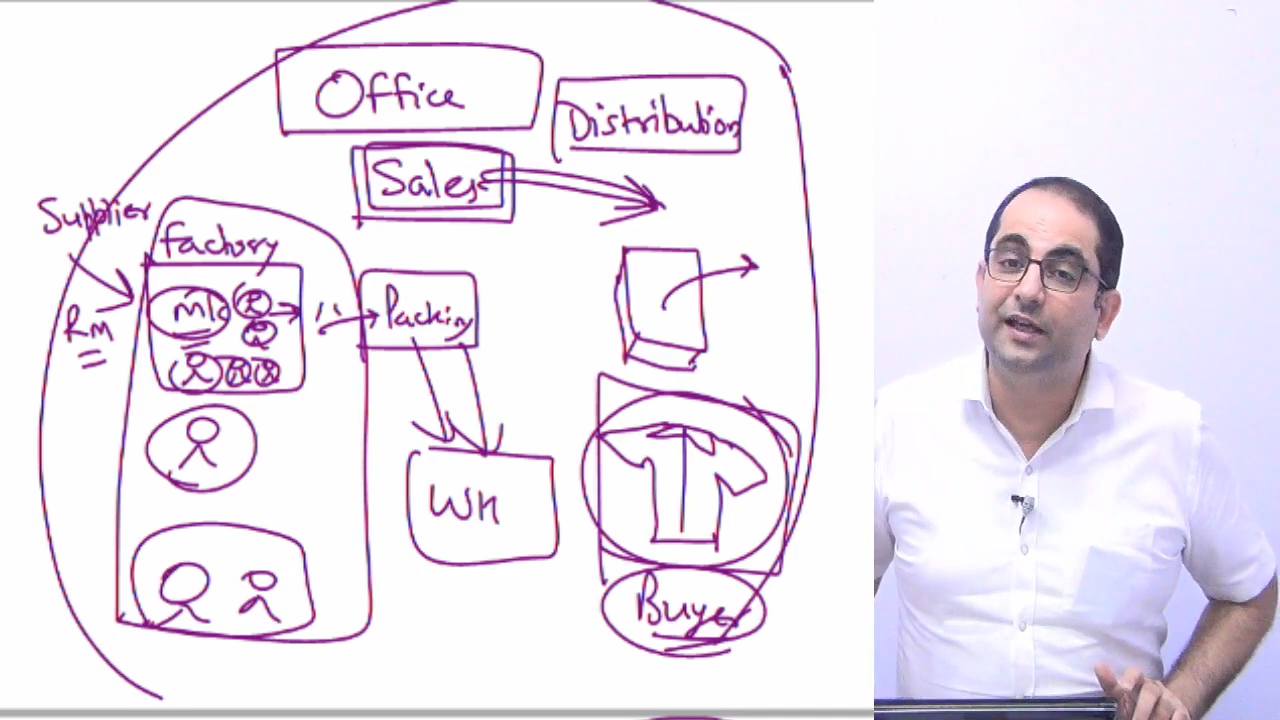 Office
Distribution
Sales
Supplier
factory
RM
Packing
WH
Buyer